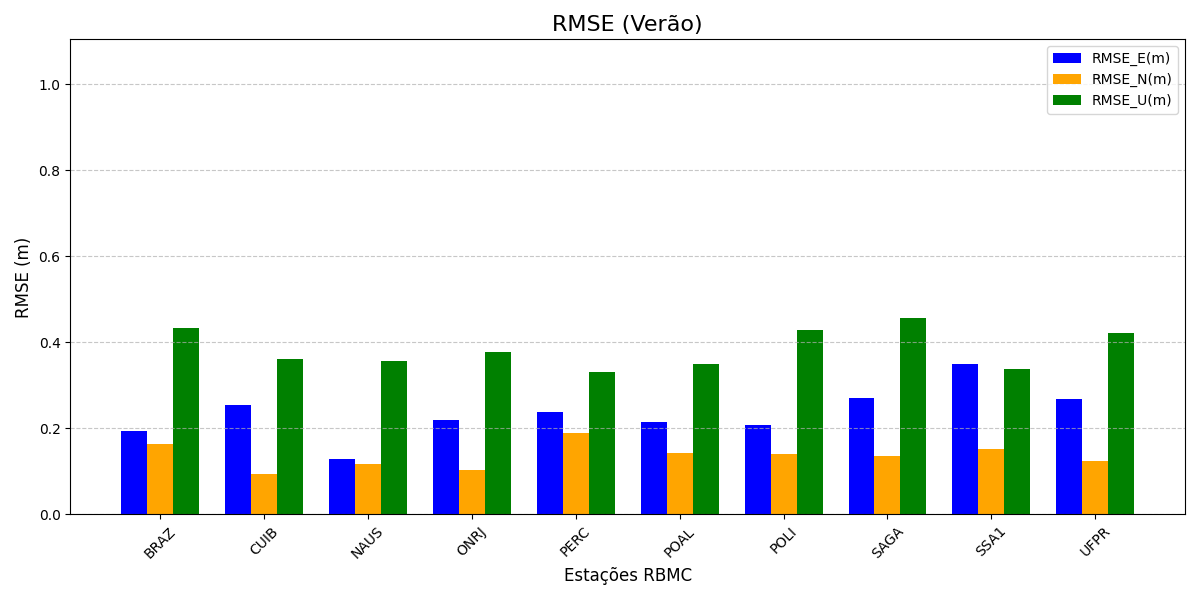 RMSE (Verão)
RMSE_E(m)
RMSE_N(m)
RMSE_U(m)
RMSE (m)
1.0
0.8
0.6
0.4
0.2
0.0
BRAZ
CUIB
NAUS
ONRJ
PERC
POAL
POLI
SAGA
SSA1
UFPR
Estações RBMC